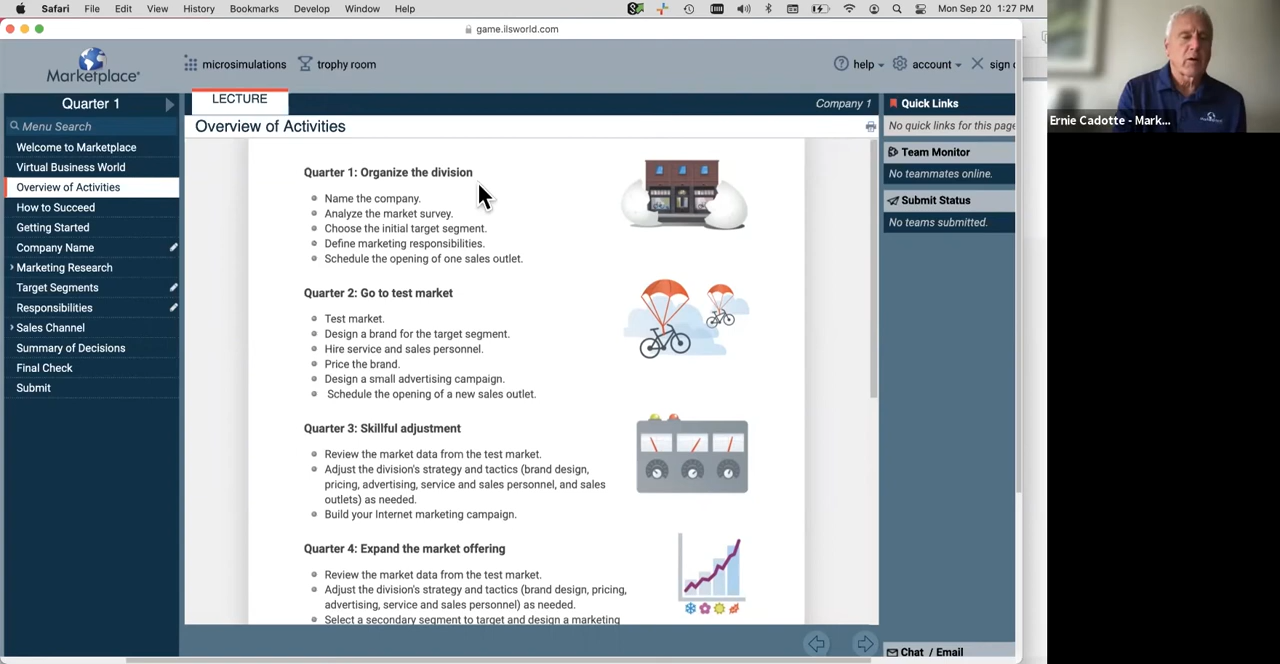 Safari File Edit View History Bookmarks Develop Window Help
Mon Sep 20 1:27 PM
game.ilsworld.com
Marketplace
microsimulations trophy room
help account sign
Quarter 1
Menu Search
Welcome to Marketplace
Virtual Business World
Overview of Activities
How to Succeed
Getting Started
Company Name
Marketing Research
Target Segments
Responsibilities
Sales Channel
Summary of Decisions
Final Check
Submit
LECTURE
Company 1
Overview of Activities
Quarter 1: Organize the division
Name the company.
Analyze the market survey.
Choose the initial target segment.
Define marketing responsibilities.
Schedule the opening of one sales outlet.
Quarter 2: Go to test market
Test market.
Design a brand for the target segment.
Hire service and sales personnel.
Price the brand.
Design a small advertising campaign.
Schedule the opening of a new sales outlet.
Quarter 3: Skillful adjustment
Review the market data from the test market.
Adjust the division's strategy and tactics (brand design,
pricing, advertising, service and sales personnel, and sales
outlets) as needed.
Build your Internet marketing campaign.
Quarter 4: Expand the market offering
Review the market data from the test market.
Adjust the division's strategy and tactics (brand design, pricing,
advertising, service and sales personnel) as needed.
Select a secondary segment to target and design a marketing
Quick Links
No quick links for this page
Team Monitor
No teammates online.
Submit Status
No teams submitted.
Chat / Email
Ernie Cadotte - Mark...